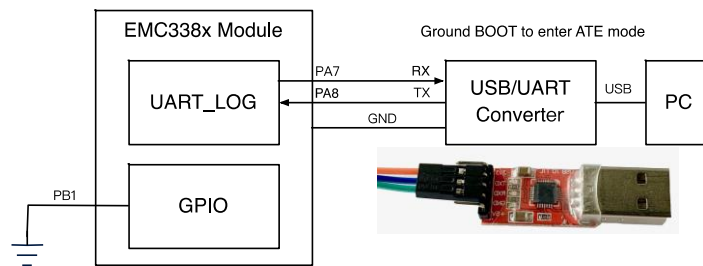 EMC338x Module
Ground BOOT to enter ATE mode
UART_LOG
PA7
RX
PA8
TX
GND
USB/UART
Converter
USB
PC
PB1
GPIO